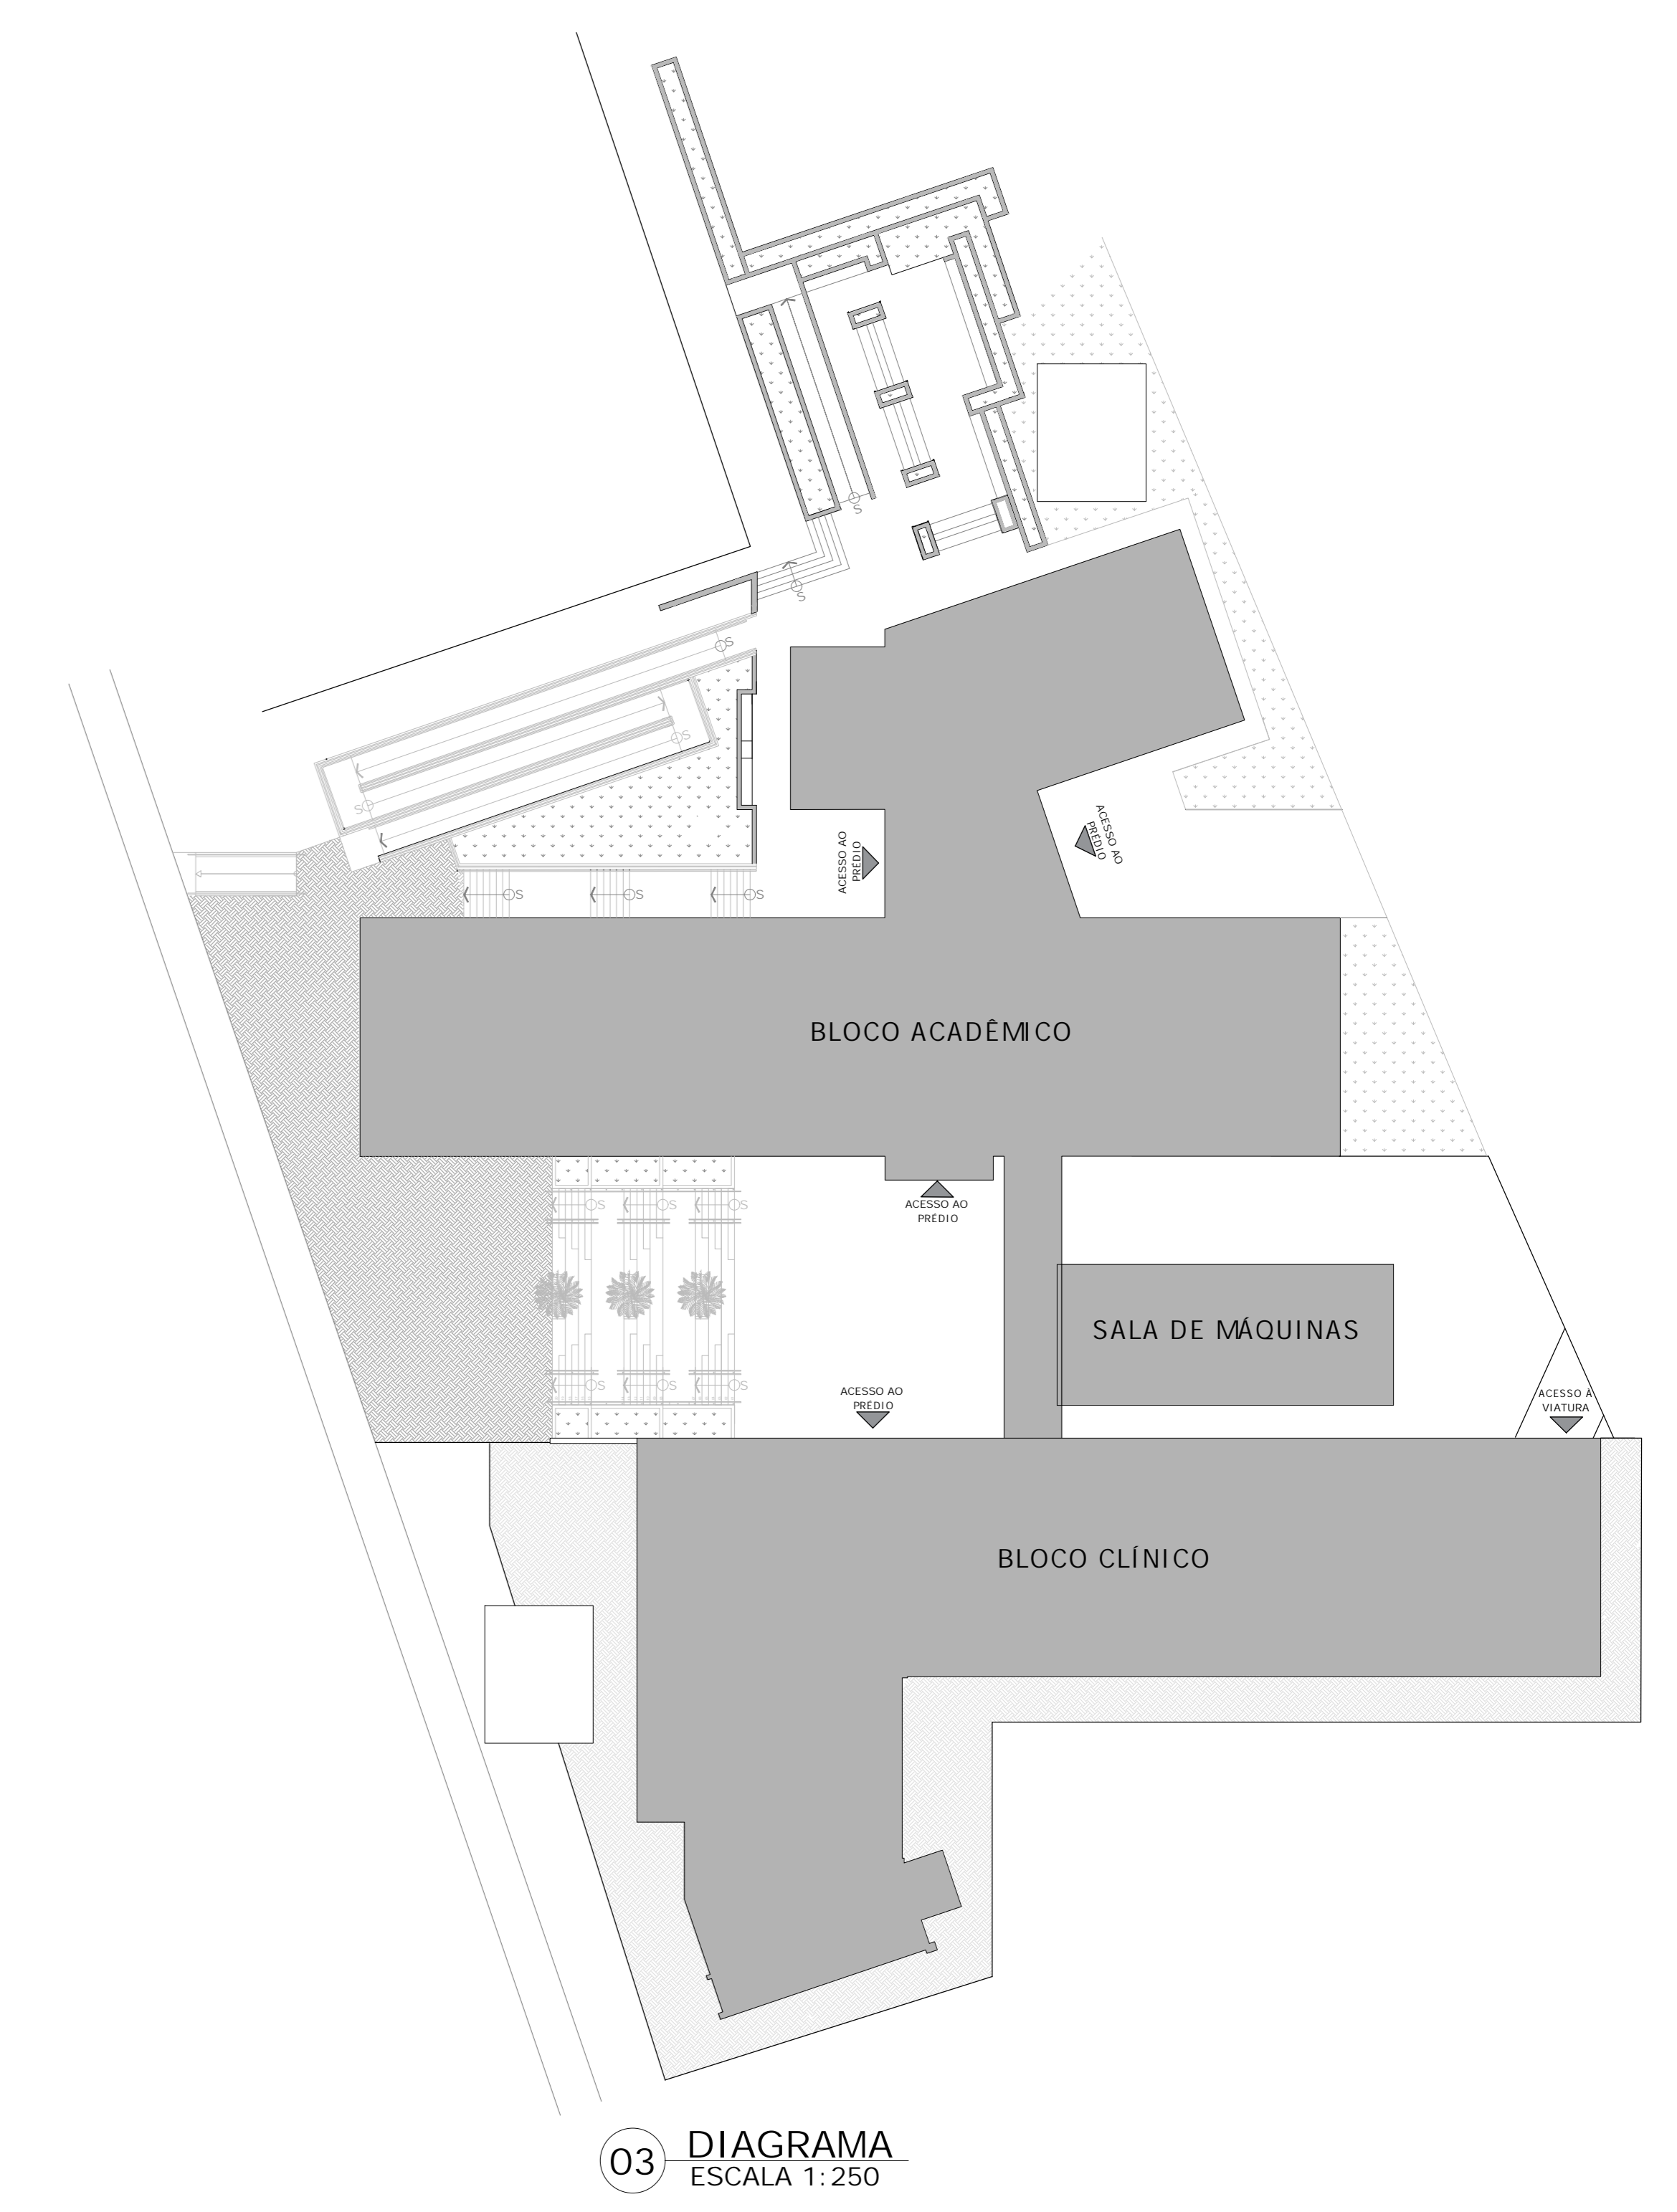 S
S
S
S
S
ACESSO AO
PRÉDIO
ACESSO AO
PRÉDIO
S
S
S
BLOCO ACADÊMICO
ACESSO AO
PRÉDIO
S
S
S
SALA DE MÁQUINAS
S
S
S
ACESSO AO
PRÉDIO
ACESSO À
VIATURA
BLOCO CLÍNICO
03
DIAGRAMA
ESCALA 1:250